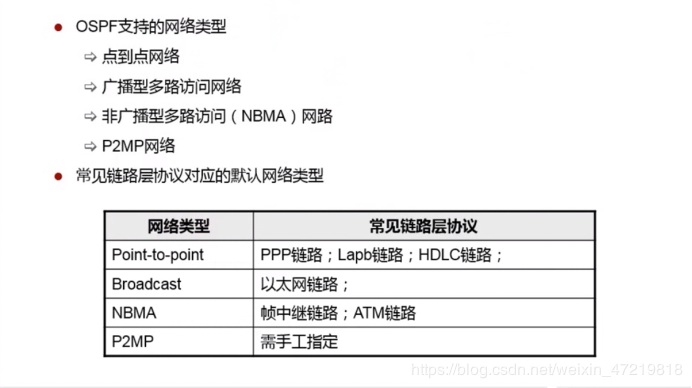 OSPF支持的网络类型
点到点网络
广播型多路访问网络
非广播型多路访问（NBMA）网路
P2MP网络
常见链路层协议对应的默认网络类型
网络类型 常见链路层协议
Point-to-point PPP链路；Lapb链路；HDLC链路；
Broadcast 以太网链路；
NBMA 帧中继链路；ATM链路
P2MP 需手工指定
https://blog.csdn.net/weixin_47219818